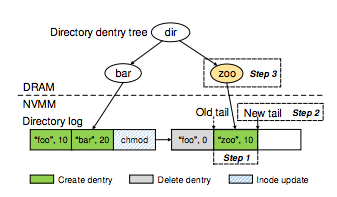 Directory dentry tree
dir
bar
zoo
Step 3
DRAM
NVMM
Directory log
Old tail
New tail
Step 2
"foo", 10
"bar", 20
chmod
"foo", 0
"zoo", 10
Step 1
Create dentry
Delete dentry
Inode update